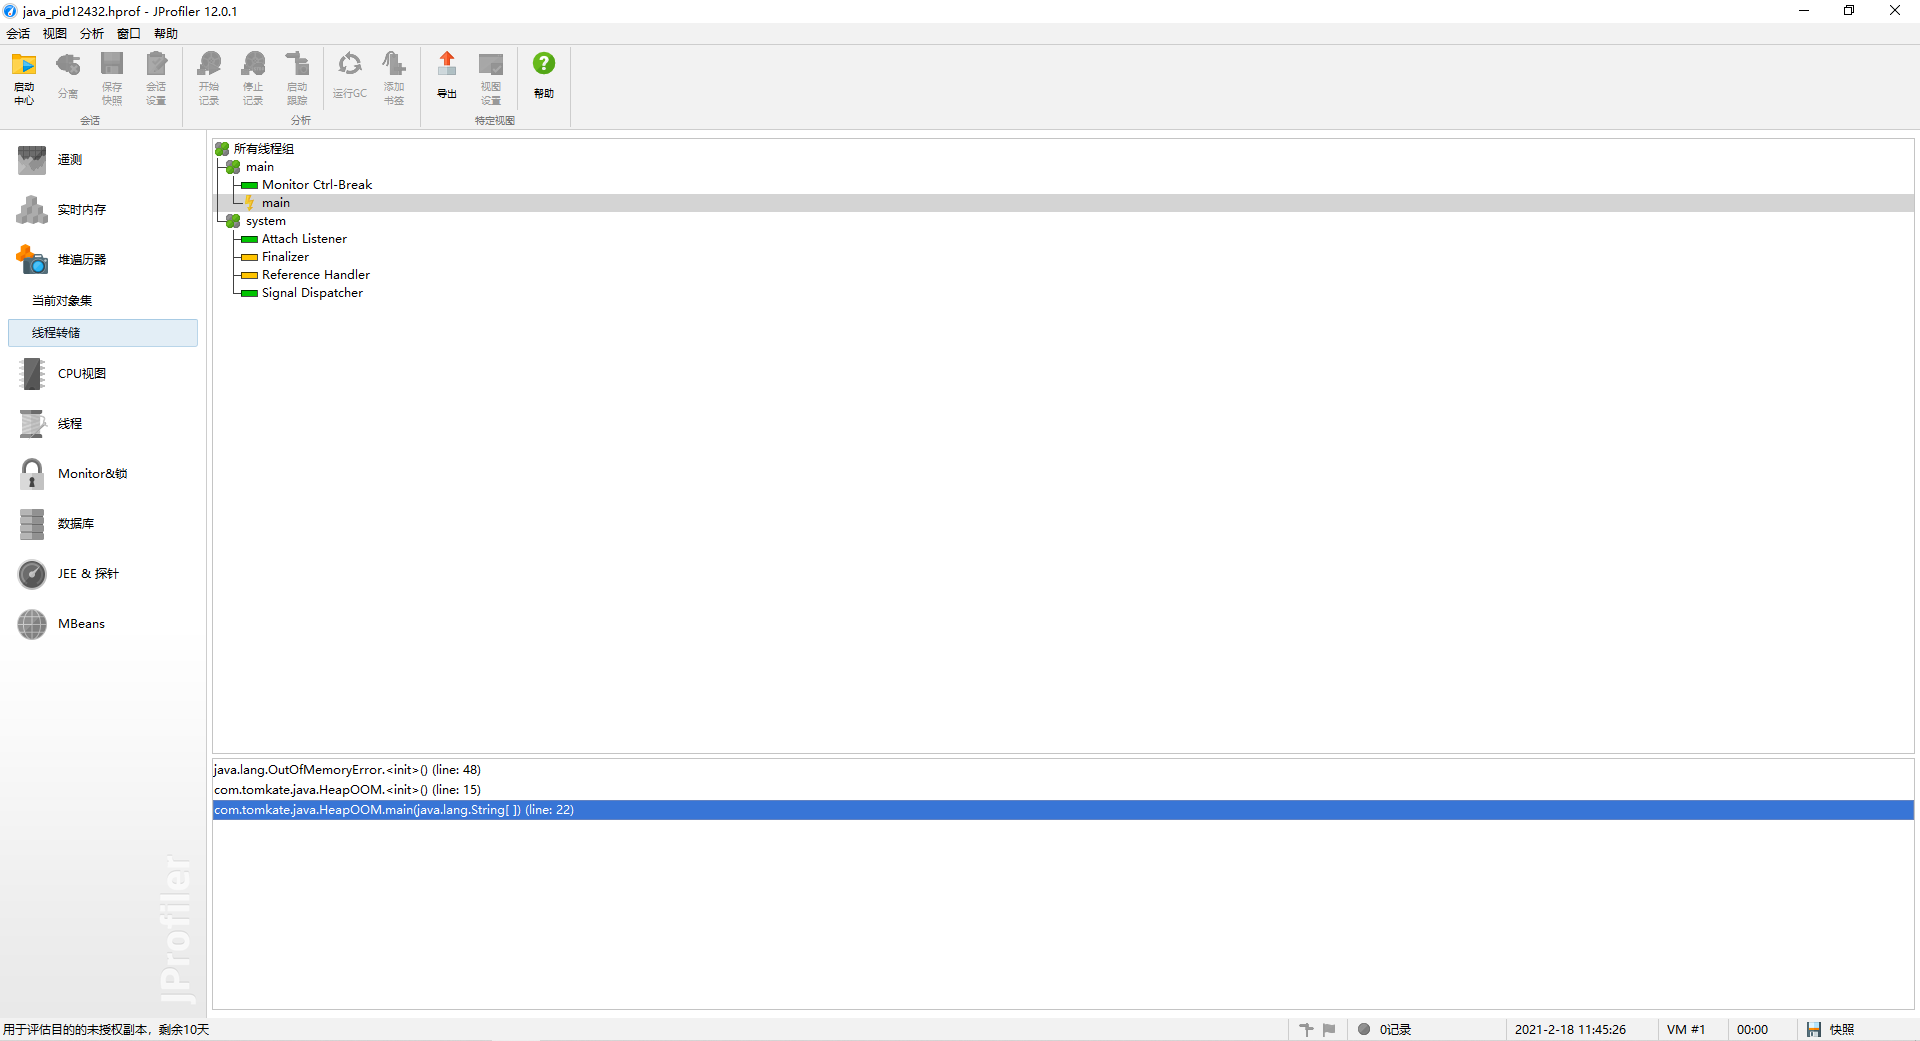 java_pid12432.hprof - JProfiler 12.0.1
会话 视图 分析 窗口 帮助
启动中心 分离 保存快照 会话设置 开始记录 停止记录 启动跟踪 运行GC 添加书签 导出 视图设置 帮助
会话 分析 特定视图
遥测
实时内存
堆遍历器
当前对象集
线程转储
CPU视图
线程
Monitor&锁
数据库
JEE & 探针
MBeans
JProfiler
所有线程组
main
Monitor Ctrl-Break
main
system
Attach Listener
Finalizer
Reference Handler
Signal Dispatcher
java.lang.OutOfMemoryError.<init>() (line: 48)
com.tomkate.java.HeapOOM.<init>() (line: 15)
com.tomkate.java.HeapOOM.main(java.lang.String[ ]) (line: 22)
用于评估目的的未授权副本，剩余10天 0记录 2021-2-18 11:45:26 VM #1 00:00 快照